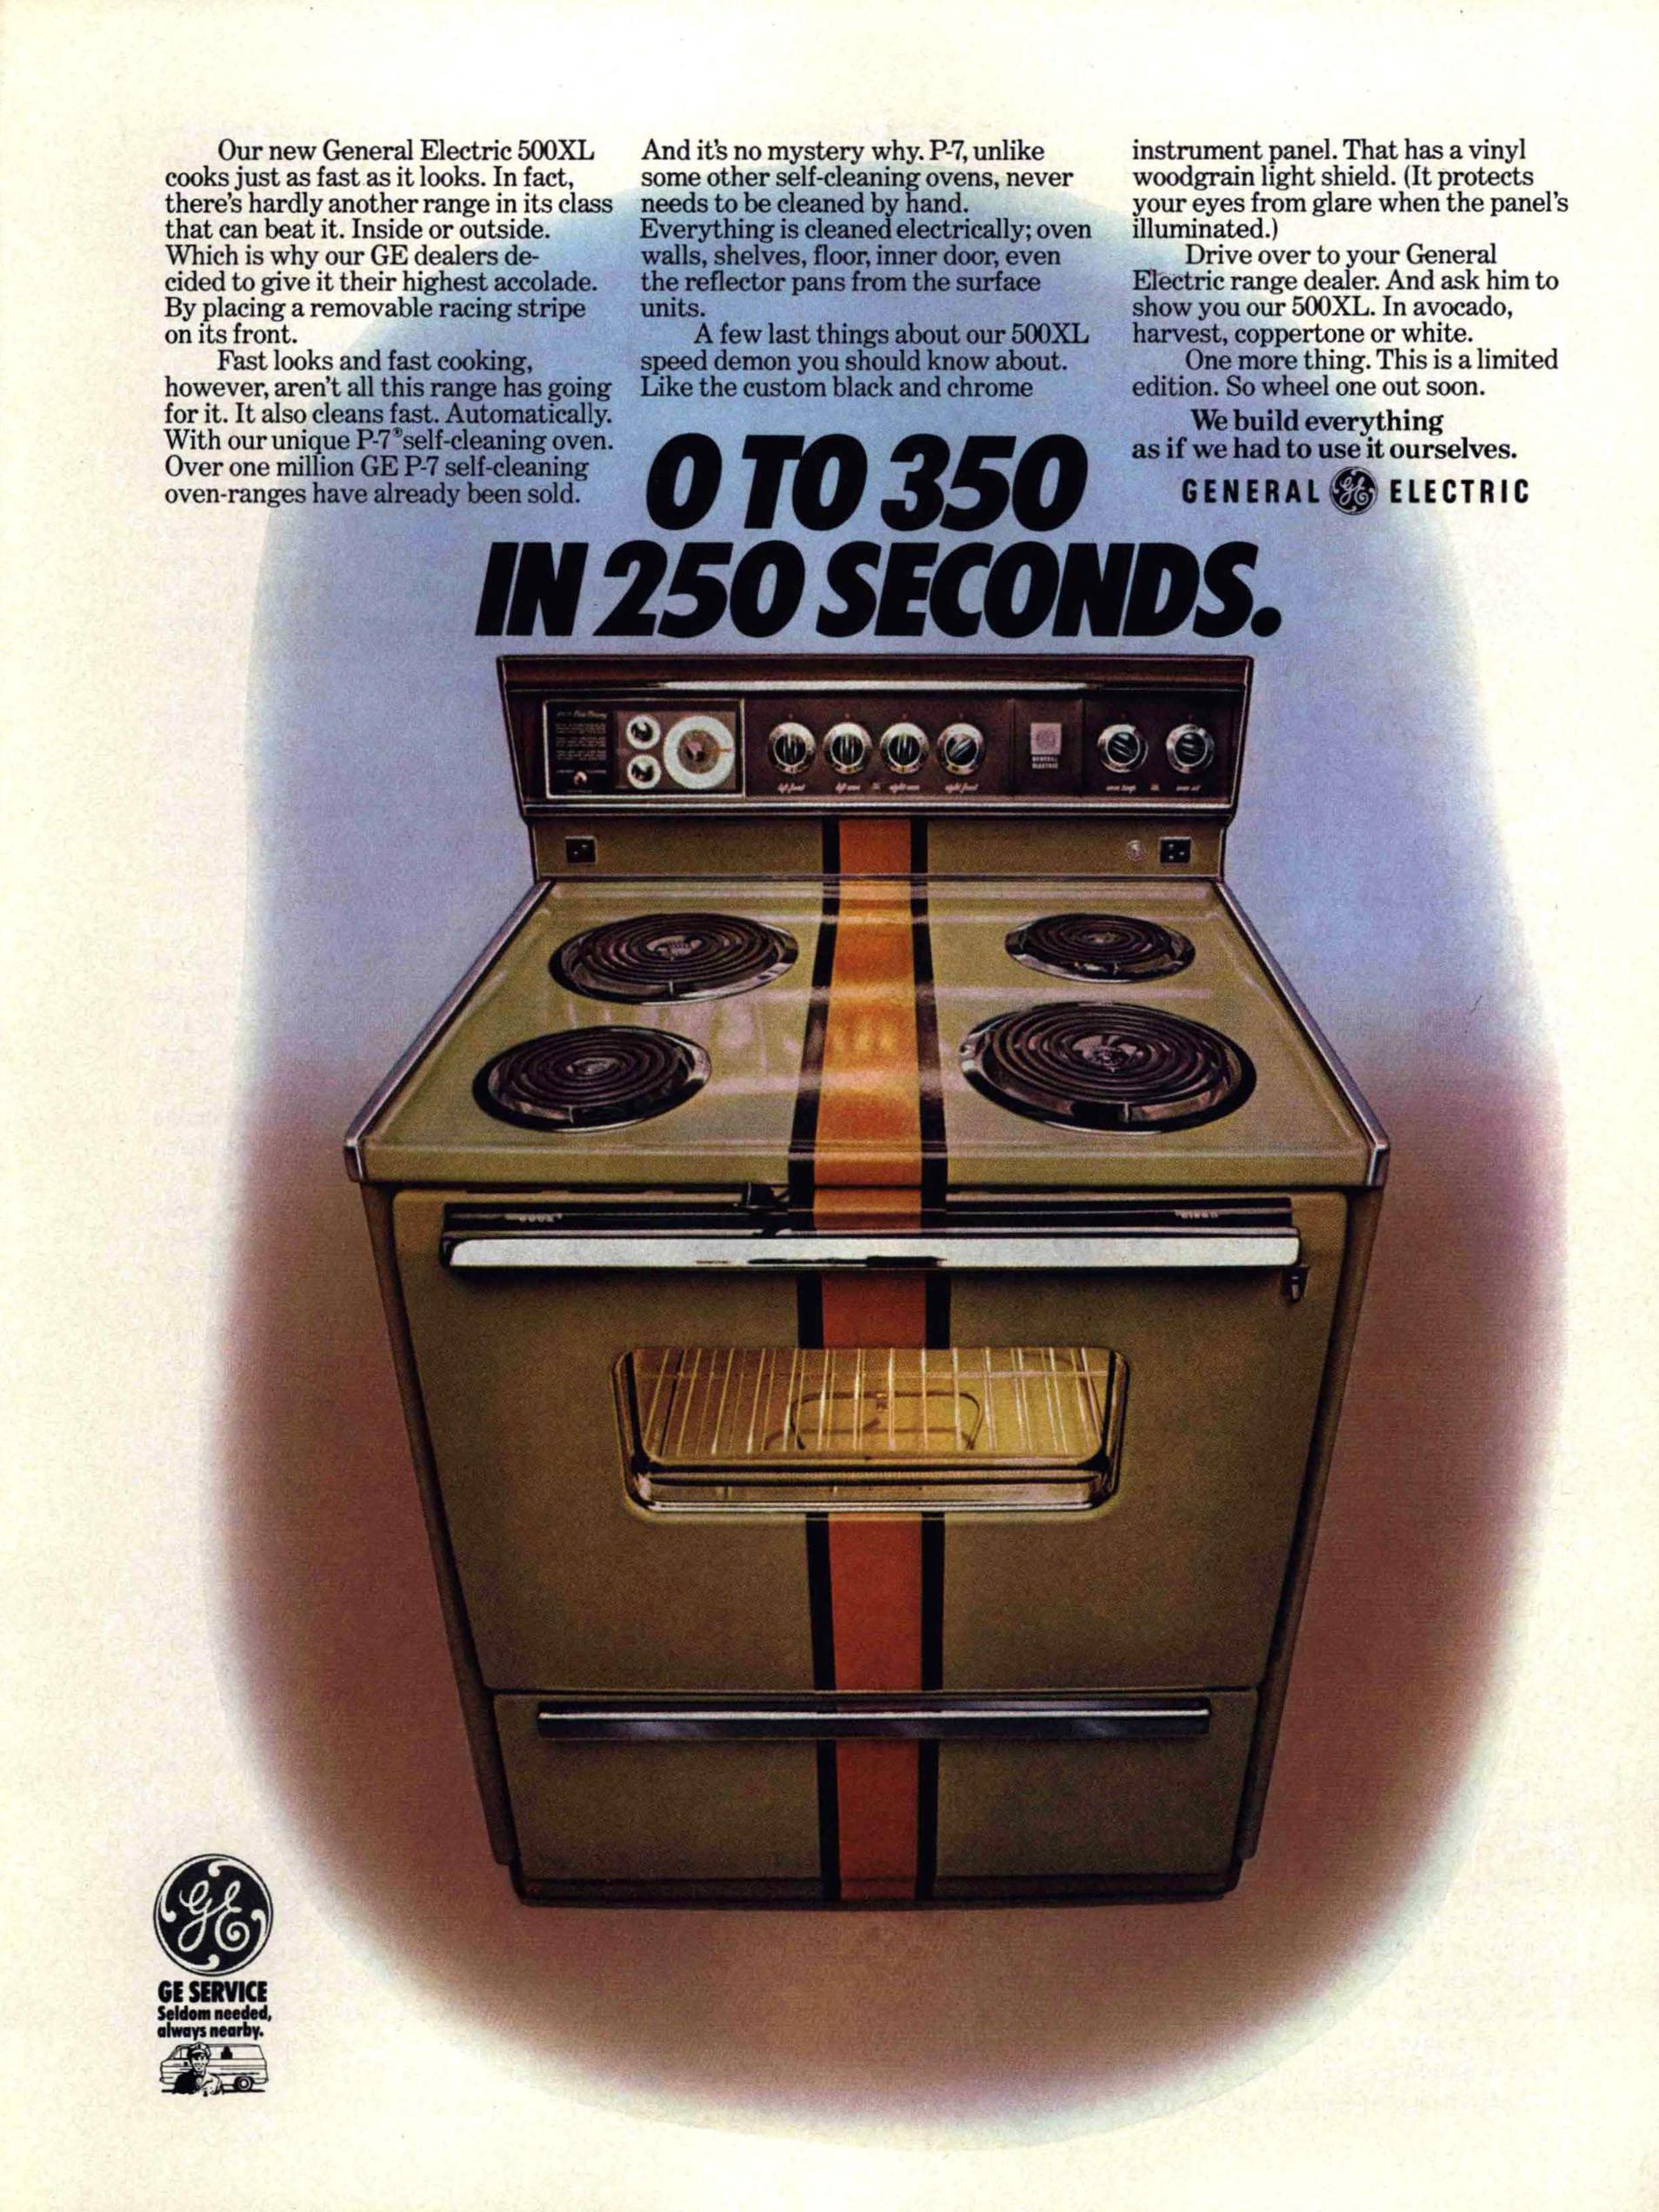 Our new General Electric 500XL
cooks just as fast as it looks. In fact,
there's hardly another range in its class
that can beat it. Inside or outside.
Which is why our GE dealers de-
cided to give it their highest accolade.
By placing a removable racing stripe
on its front.
Fast looks and fast cooking,
however, aren't all this range has going
for it. It also cleans fast. Automatically.
With our unique P-7® self-cleaning oven.
Over one million GE P-7 self-cleaning
oven-ranges have already been sold.
And it's no mystery why. P-7, unlike
some other self-cleaning ovens, never
needs to be cleaned by hand.
Everything is cleaned electrically; oven
walls, shelves, floor, inner door, even
the reflector pans from the surface
units.
A few last things about our 500XL
speed demon you should know about.
Like the custom black and chrome
instrument panel. That has a vinyl
woodgrain light shield. (It protects
your eyes from glare when the panel's
illuminated.)
Drive over to your General
Electric range dealer. And ask him to
show you our 500XL. In avocado,
harvest, coppertone or white.
One more thing. This is a limited
edition. So wheel one out soon.
We build everything
as if we had to use it ourselves.
GENERAL GE ELECTRIC
0 TO 350
IN 250 SECONDS.
GENERAL
ELECTRIC
left front
right front
GE
GE SERVICE
Seldom needed,
always nearby.